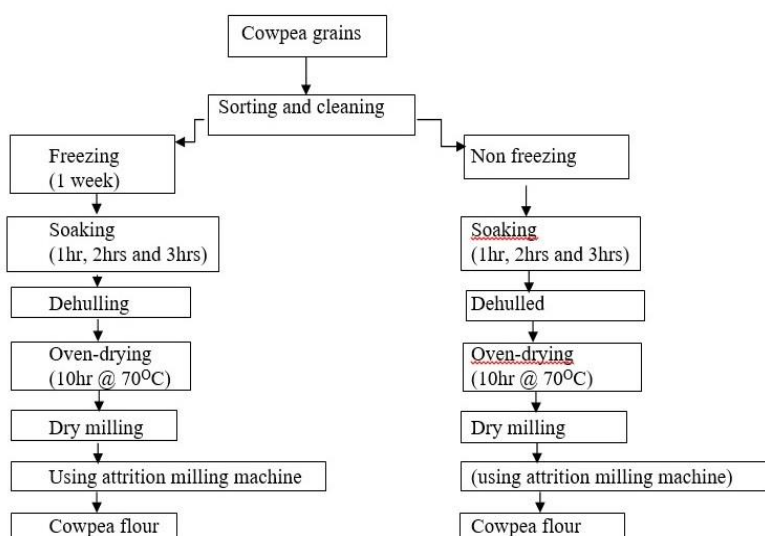 Cowpea grains
Sorting and cleaning
Freezing
(1 week)
Soaking
(1hr, 2hrs and 3hrs)
Dehulling
Oven-drying
(10hr @ 70⁰C)
Dry milling
Using attrition milling machine
Cowpea flour
Non freezing
Soaking
(1hr, 2hrs and 3hrs)
Dehulled
Oven-drying
(10hr @ 70⁰C)
Dry milling
(using attrition milling machine)
Cowpea flour